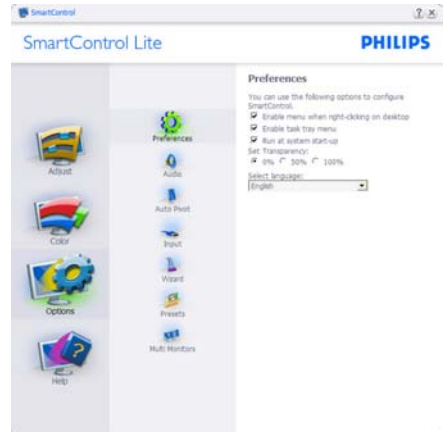 SmartControl
SmartControl Lite
PHILIPS
Adjust
Color
Options
Help
Preferences
Audio
Auto Pivot
Input
Wizard
Presets
Multi Monitors
Preferences
You can use the following options to configure
SmartControl.
Enable menu when right-clicking on desktop
Enable task tray menu
Run at system start-up
Set Transparency:
0% 50% 100%
Select language:
English